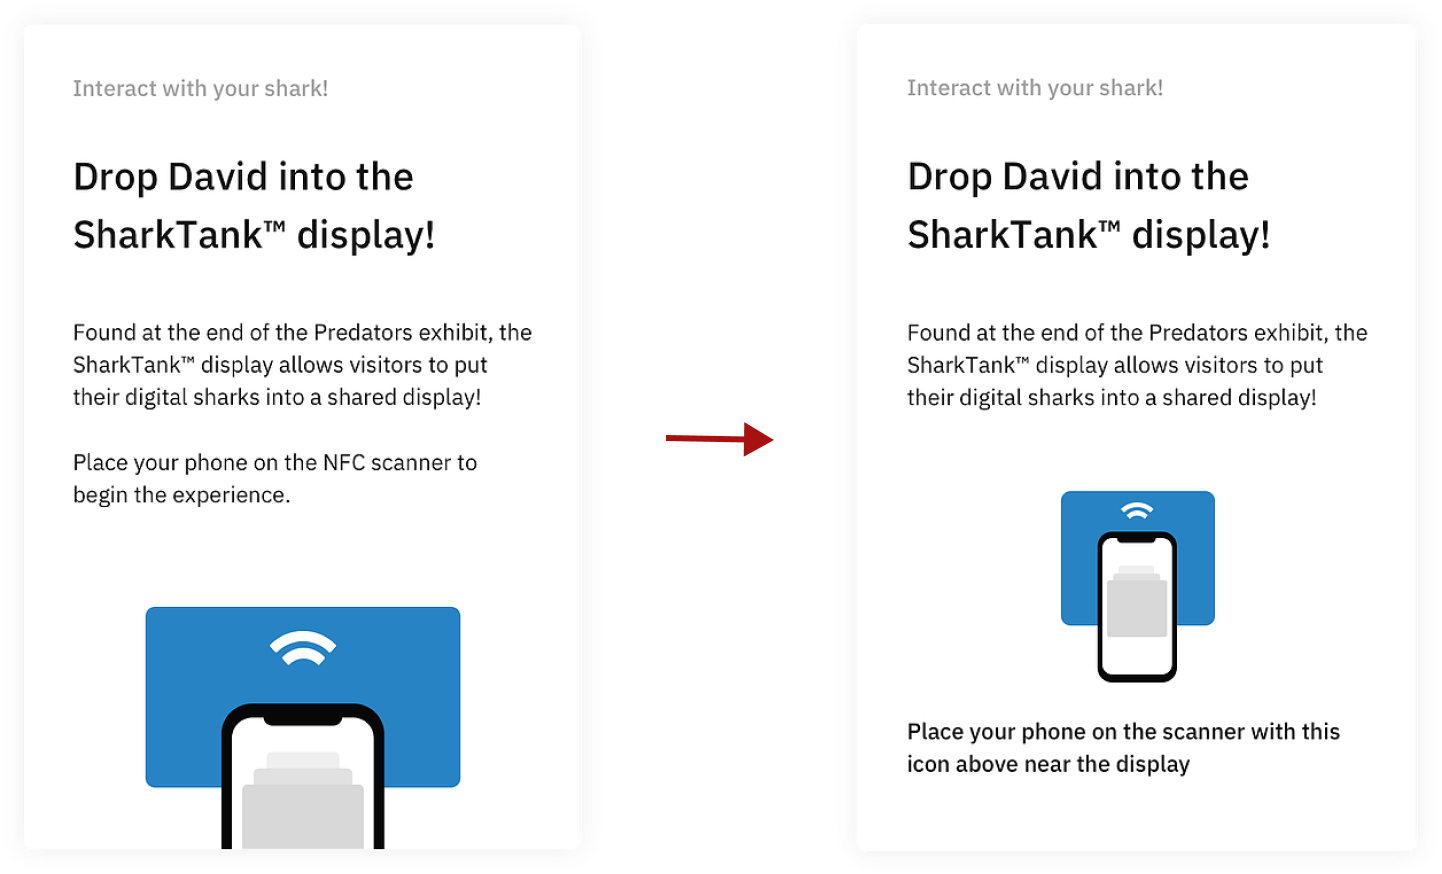 Interact with your shark!
Drop David into the
SharkTank™ display!
Found at the end of the Predators exhibit, the
SharkTank™ display allows visitors to put
their digital sharks into a shared display!
Place your phone on the NFC scanner to
begin the experience.
Interact with your shark!
Drop David into the
SharkTank™ display!
Found at the end of the Predators exhibit, the
SharkTank™ display allows visitors to put
their digital sharks into a shared display!
Place your phone on the scanner with this
icon above near the display